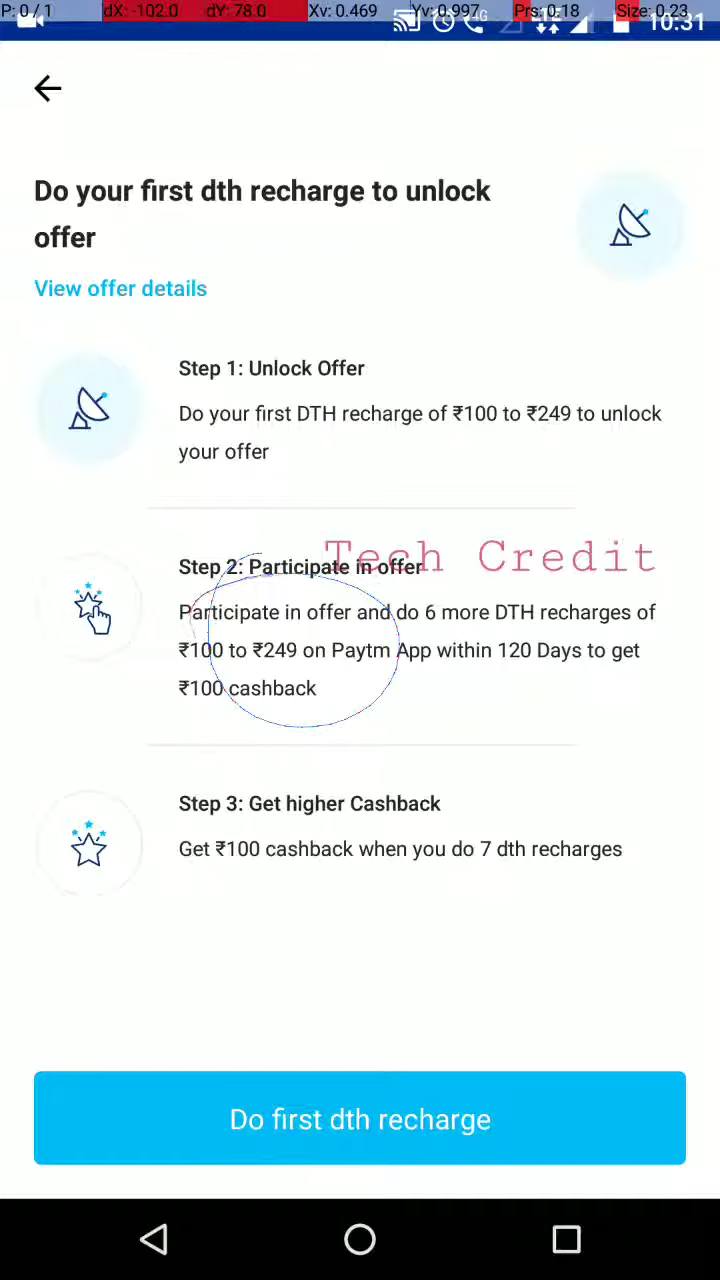 P: 0 / 1 dX: -102.0 dY: 78.0 Xv: 0.469 Yv: 0.997 Prs: 0.18 Size: 0.23
4G 10:31
Do your first dth recharge to unlock
offer
View offer details
Step 1: Unlock Offer
Do your first DTH recharge of ₹100 to ₹249 to unlock
your offer
Tech Credit
Step 2: Participate in offer
Participate in offer and do 6 more DTH recharges of
₹100 to ₹249 on Paytm App within 120 Days to get
₹100 cashback
Step 3: Get higher Cashback
Get ₹100 cashback when you do 7 dth recharges
Do first dth recharge